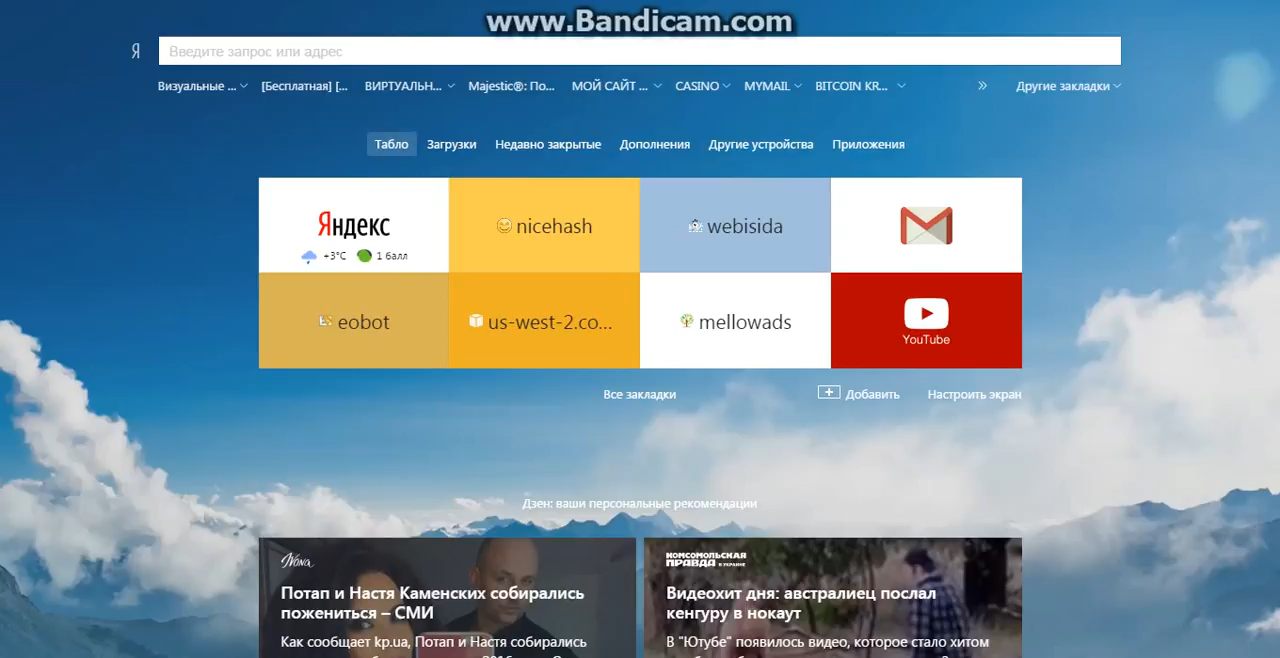 www.Bandicam.com
Я Введите запрос или адрес
Визуальные ... [Бесплатная] [... ВИРТУАЛЬН... Majestic®: По... МОЙ САЙТ ... CASINO MYMAIL BITCOIN KR... » Другие закладки
Табло Загрузки Недавно закрытые Дополнения Другие устройства Приложения
Яндекс nicehash webisida
+3°C 1 балл
eobot us-west-2.co... mellowads YouTube
Все закладки Добавить Настроить экран
Дзен: ваши персональные рекомендации
Ivona
Потап и Настя Каменских собирались
пожениться – СМИ
Как сообщает kp.ua, Потап и Настя собирались
КОМСОМОЛЬСКАЯ
ПРАВДА В УКРАИНЕ
Видеохит дня: австралиец послал
кенгуру в нокаут
В "Ютубе" появилось видео, которое стало хитом